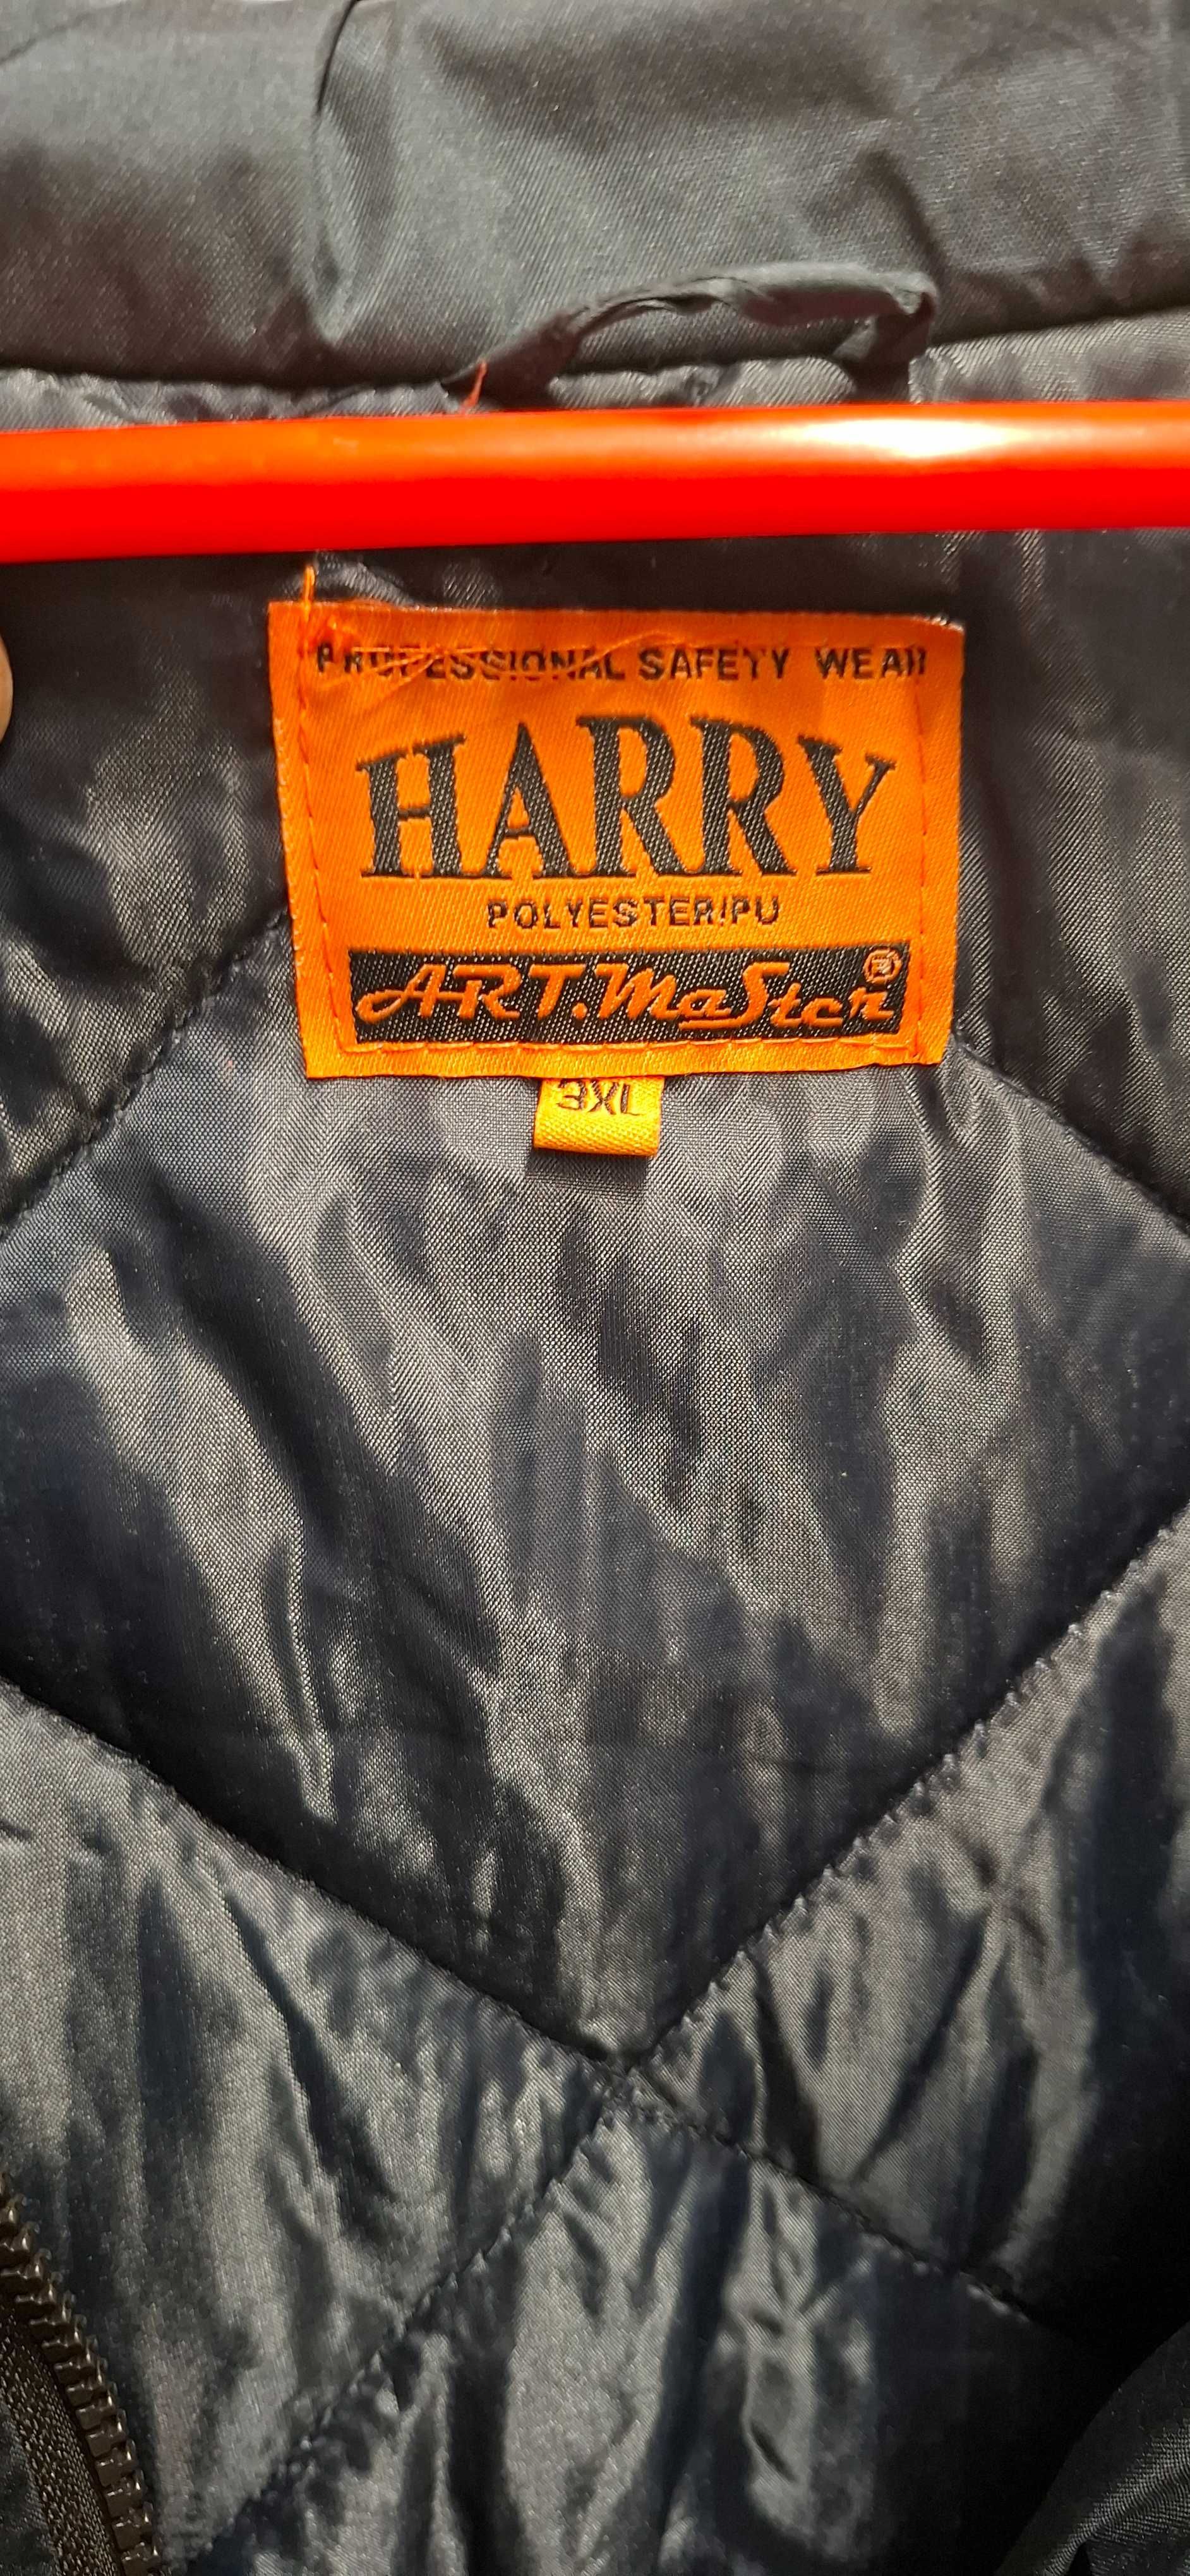 PROFESSIONAL SAFETY WEAR
HARRY
POLYESTER/PU
ART.MaSter®
3XL